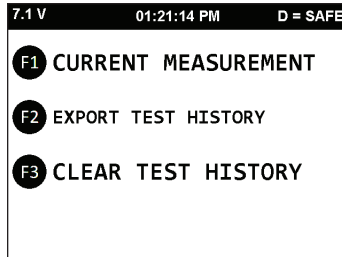 7.1 V 01:21:14 PM D = SAFE
F1 CURRENT MEASUREMENT
F2 EXPORT TEST HISTORY
F3 CLEAR TEST HISTORY